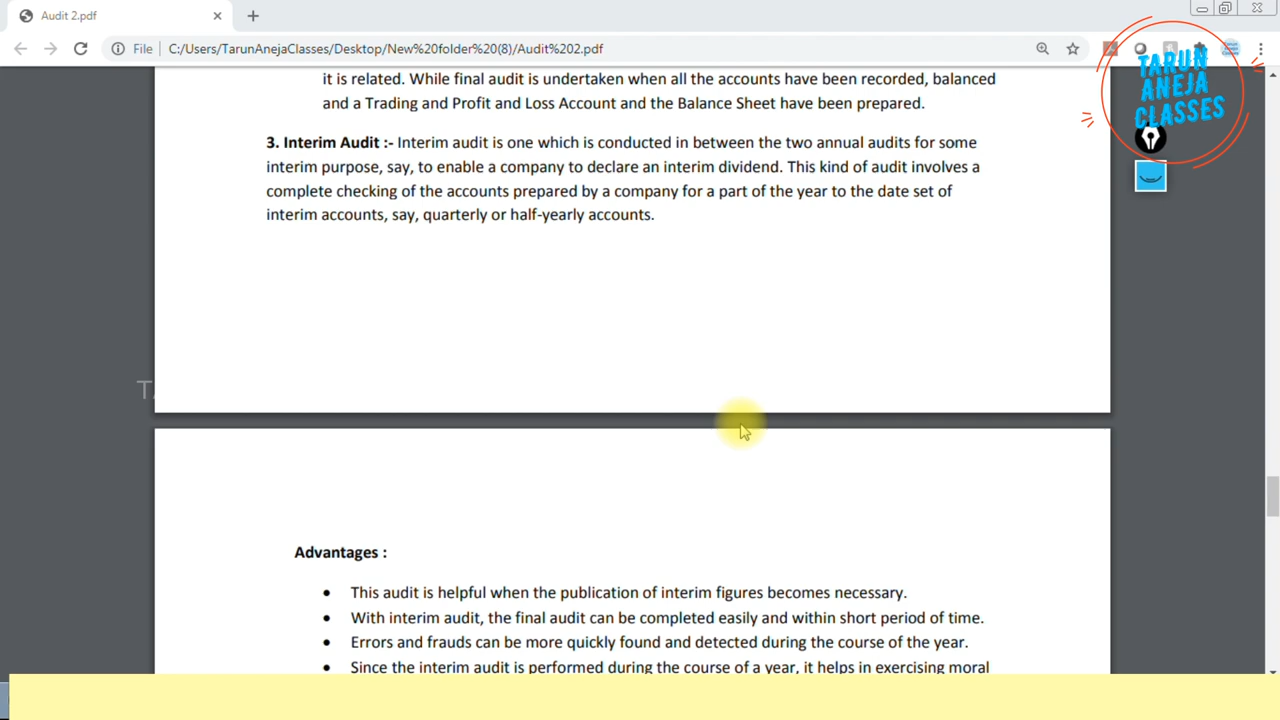 Audit 2.pdf
File
C:/Users/TarunAnejaClasses/Desktop/New%20folder%20(8)/Audit%202.pdf
TARUN
ANEJA
CLASSES
it is related. While final audit is undertaken when all the accounts have been recorded, balanced
and a Trading and Profit and Loss Account and the Balance Sheet have been prepared.
3. Interim Audit :- Interim audit is one which is conducted in between the two annual audits for some
interim purpose, say, to enable a company to declare an interim dividend. This kind of audit involves a
complete checking of the accounts prepared by a company for a part of the year to the date set of
interim accounts, say, quarterly or half-yearly accounts.
Advantages :
• This audit is helpful when the publication of interim figures becomes necessary.
• With interim audit, the final audit can be completed easily and within short period of time.
• Errors and frauds can be more quickly found and detected during the course of the year.
• Since the interim audit is performed during the course of a year, it helps in exercising moral